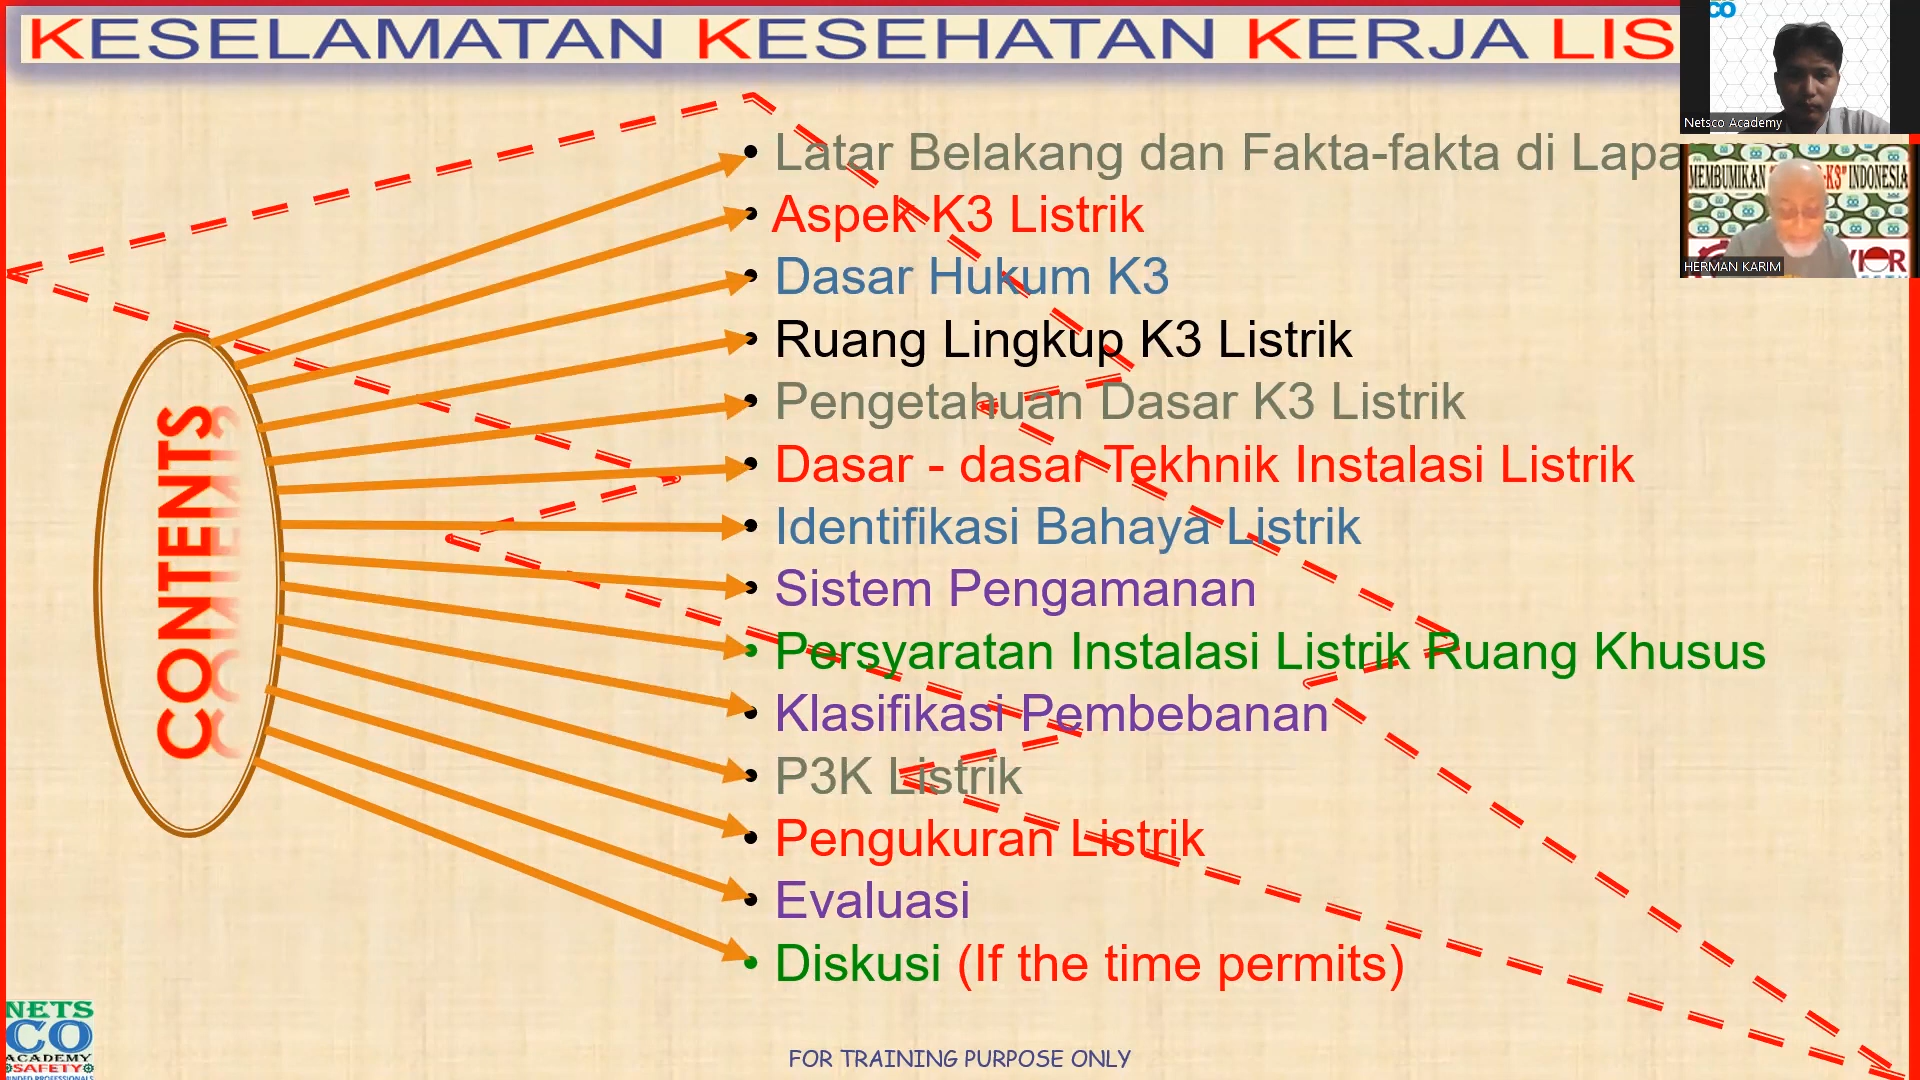 KESELAMATAN KESEHATAN KERJA LIS
CO
Netsco Academy
MEMBUMIKAN K3" INDONESIA
HERMAN KARIM
CONTENTS
• Latar Belakang dan Fakta-fakta di Lapa
• Aspek K3 Listrik
• Dasar Hukum K3
• Ruang Lingkup K3 Listrik
• Pengetahuan Dasar K3 Listrik
• Dasar - dasar Tekhnik Instalasi Listrik
• Identifikasi Bahaya Listrik
• Sistem Pengamanan
• Persyaratan Instalasi Listrik Ruang Khusus
• Klasifikasi Pembebanan
• P3K Listrik
• Pengukuran Listrik
• Evaluasi
• Diskusi (If the time permits)
NETS
CO
ACADEMY
SAFETY
MINDED PROFESSIONALS
FOR TRAINING PURPOSE ONLY